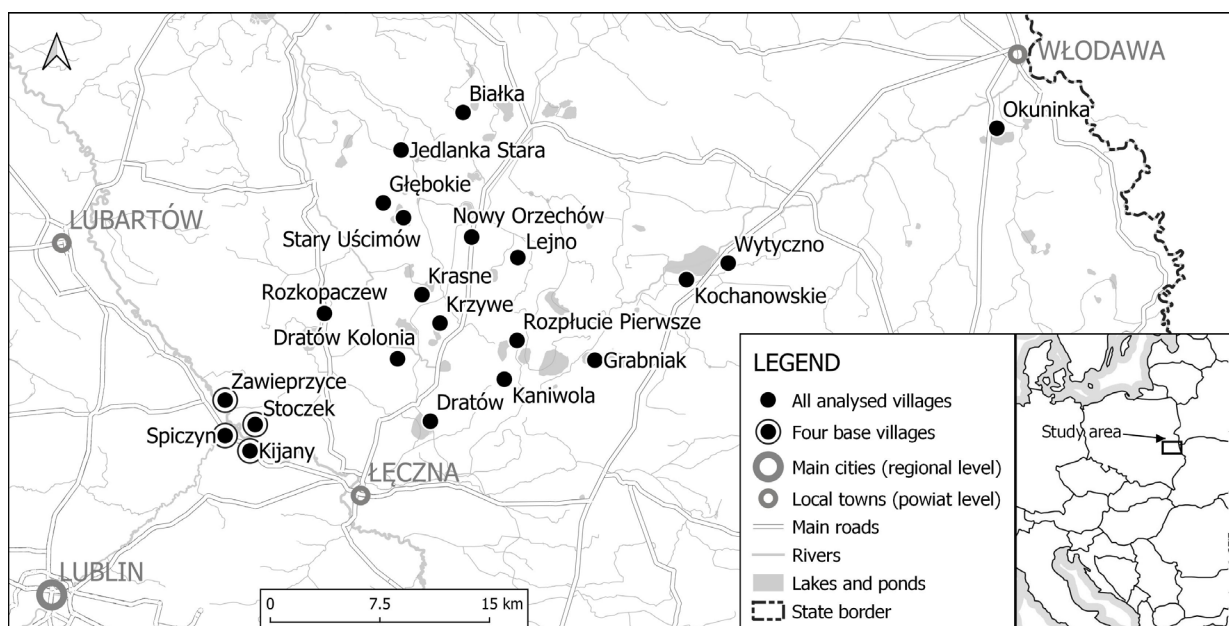 WŁODAWA
Białka
Okuninka
Jedlanka Stara
Głębokie
LUBARTÓW
Nowy Orzechów
Stary Uścimów
Lejno
Wytyczno
Krasne
Kochanowskie
Rozkopaczew
Krzywe
Rozpłucie Pierwsze
Dratów Kolonia
Grabniak
Zawieprzyce
Kaniwola
Stoczek
Dratów
Spiczyn
Kijany
ŁĘCZNA
LUBLIN
0 7.5 15 km
LEGEND
All analysed villages
Four base villages
Main cities (regional level)
Local towns (powiat level)
Main roads
Rivers
Lakes and ponds
State border
Study area